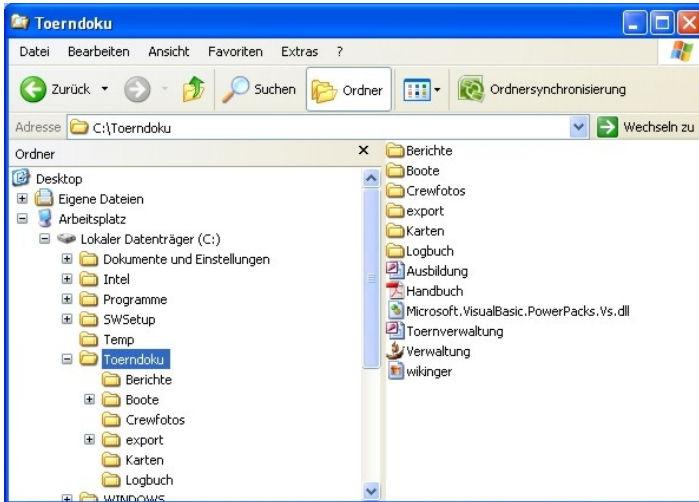 Toerndoku
Datei Bearbeiten Ansicht Favoriten Extras ?
Zurück Suchen Ordner Ordnersynchronisierung
Adresse C:\Toerndoku Wechseln zu
Ordner
Desktop
Eigene Dateien
Arbeitsplatz
Lokaler Datenträger (C:)
Dokumente und Einstellungen
Intel
Programme
SWSetup
Temp
Toerndoku
Berichte
Boote
Crewfotos
export
Karten
Logbuch
WINDOWS
Berichte
Boote
Crewfotos
export
Karten
Logbuch
Ausbildung
Handbuch
Microsoft.VisualBasic.PowerPacks.Vs.dll
Toernverwaltung
Verwaltung
wikinger